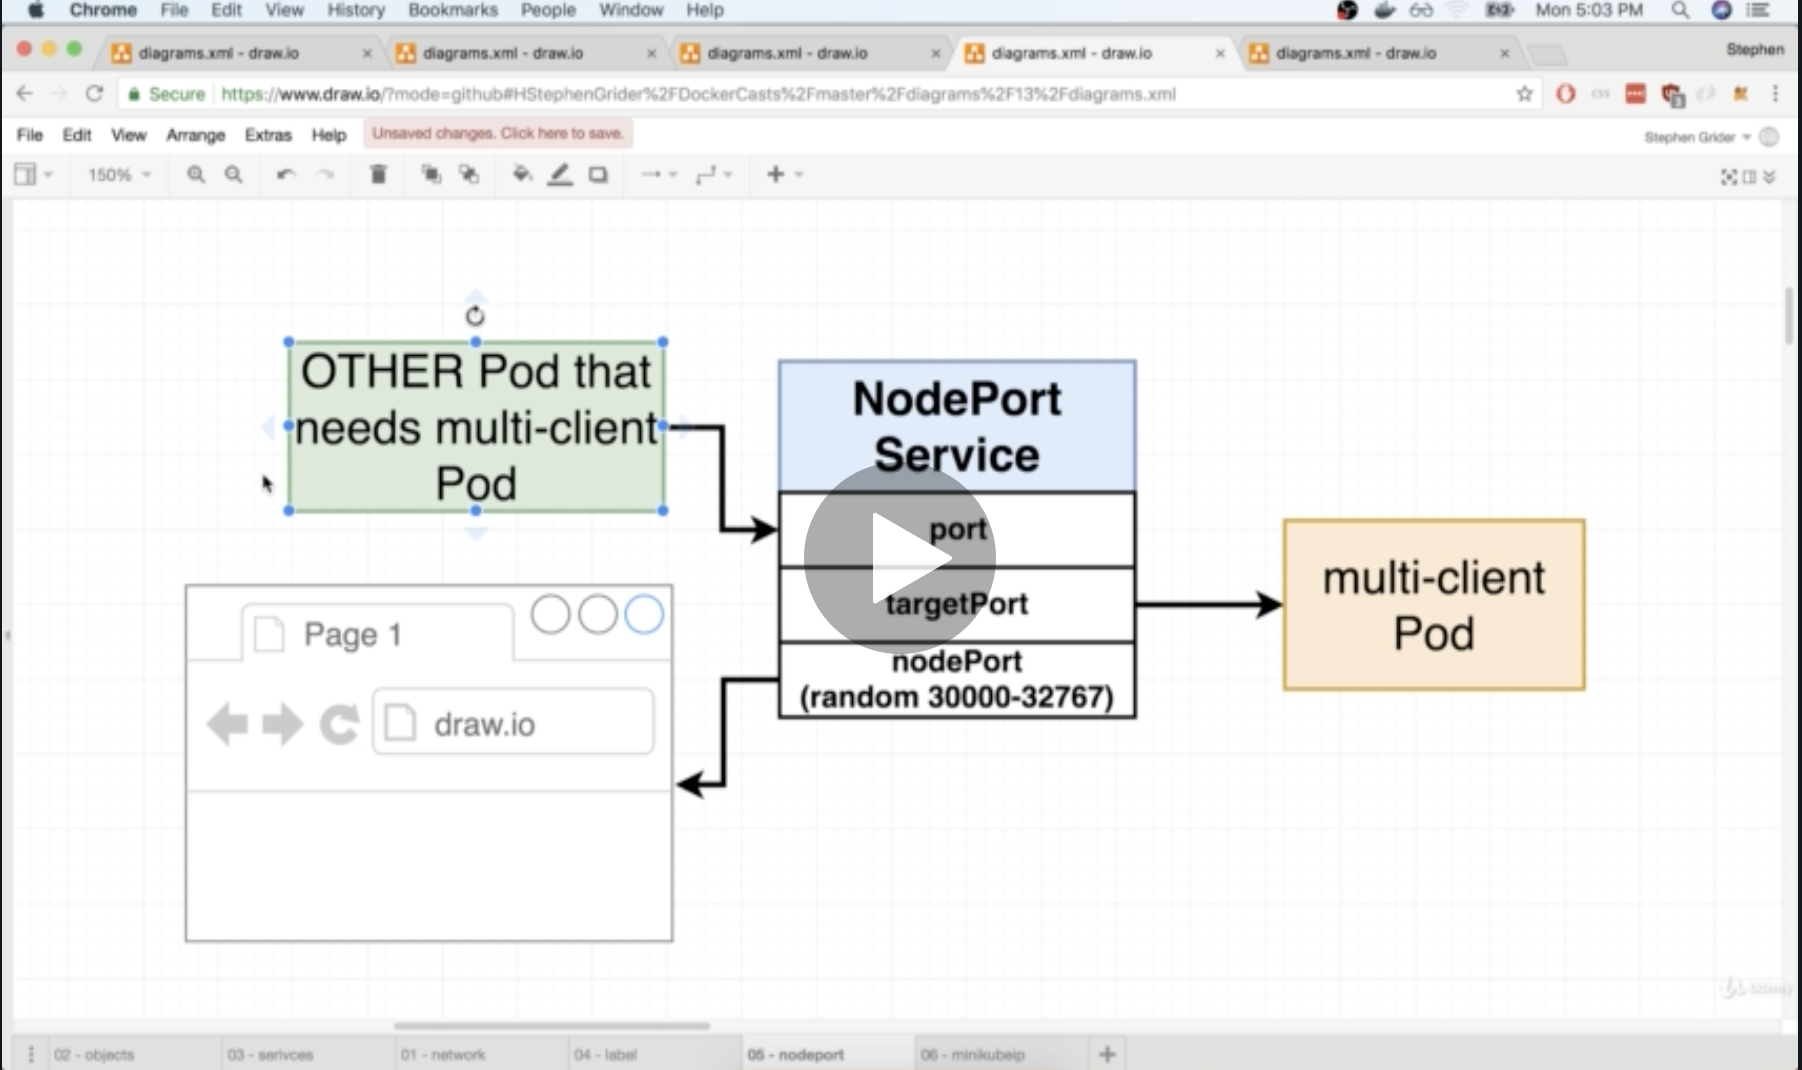 Chrome File Edit View History Bookmarks People Window Help Mon 5:03 PM
diagrams.xml - draw.io diagrams.xml - draw.io diagrams.xml - draw.io diagrams.xml - draw.io diagrams.xml - draw.io Stephen
Secure https://www.draw.io/?mode=github#HStephenGrider%2FDockerCasts%2Fmaster%2Fdiagrams%2F13%2Fdiagrams.xml
File Edit View Arrange Extras Help Unsaved changes. Click here to save. Stephen Grider
150%
OTHER Pod that
needs multi-client
Pod
NodePort
Service
port
targetPort
nodePort
(random 30000-32767)
multi-client
Pod
Page 1
draw.io
02 - objects 03 - serivces 01 - network 04 - label 05 - nodeport 06 - minikubeip